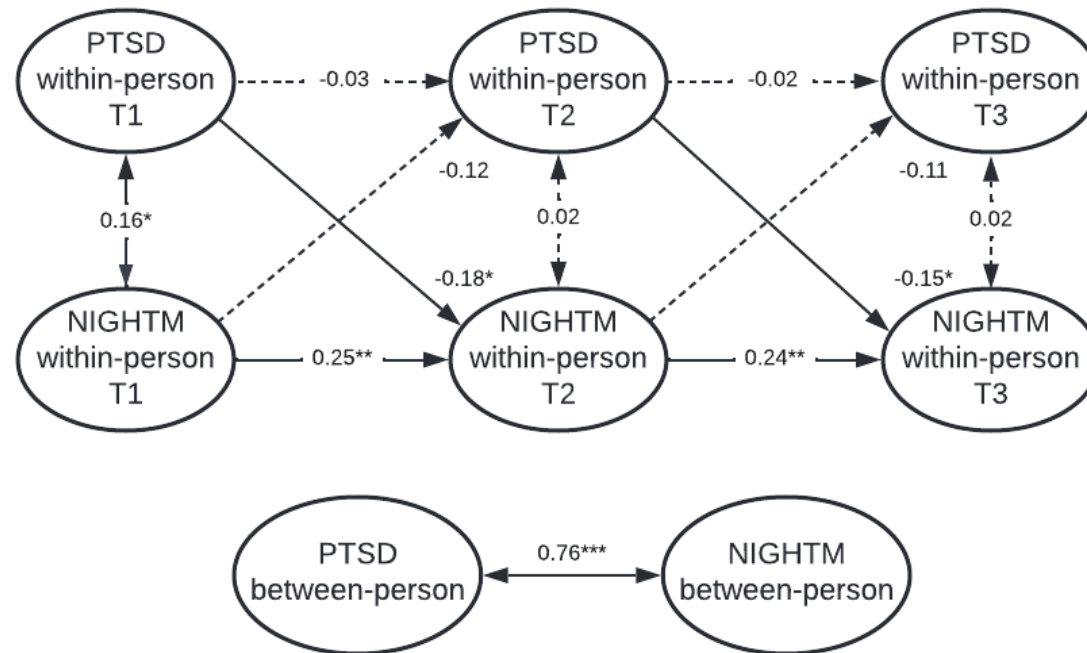 PTSD
within-person
T1
-0.03
PTSD
within-person
T2
-0.02
PTSD
within-person
T3
-0.12
-0.11
0.16*
0.02
0.02
-0.18*
-0.15*
NIGHTM
within-person
T1
0.25**
NIGHTM
within-person
T2
0.24**
NIGHTM
within-person
T3
PTSD
between-person
0.76***
NIGHTM
between-person